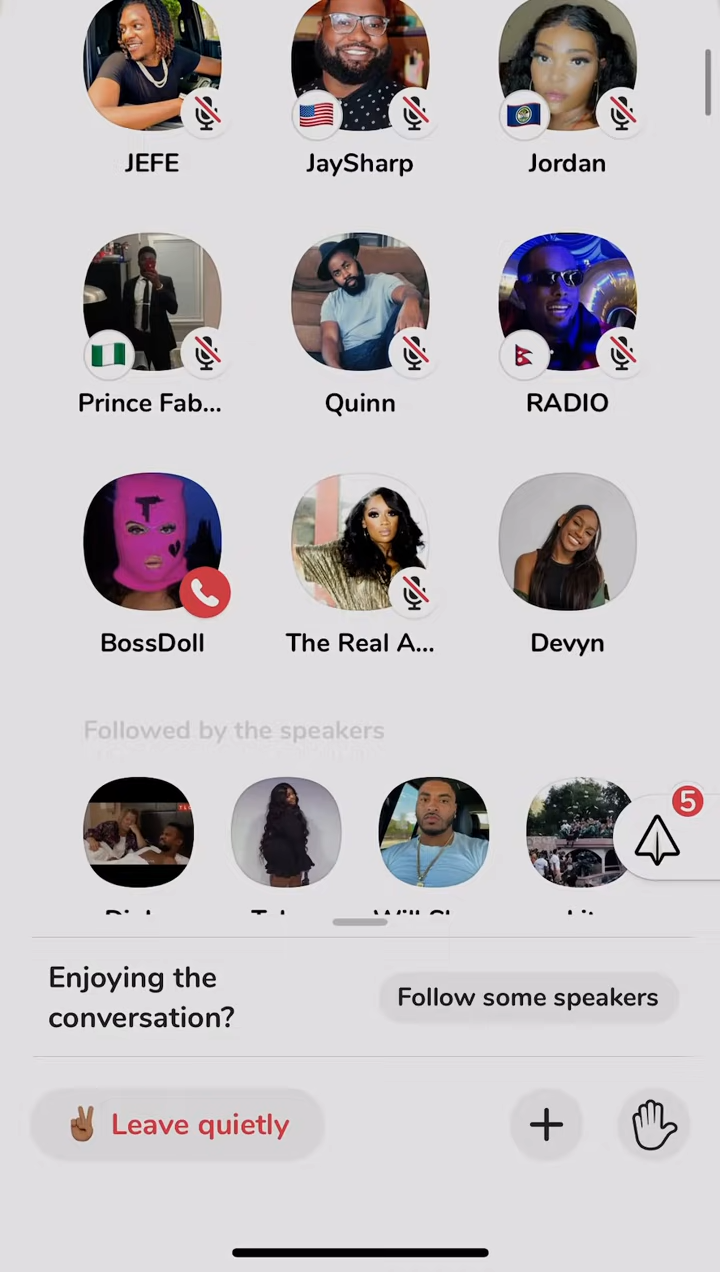 JEFE
JaySharp
Jordan
Prince Fab...
Quinn
RADIO
BossDoll
The Real A...
Devyn
Followed by the speakers
5
Enjoying the
conversation?
Follow some speakers
Leave quietly